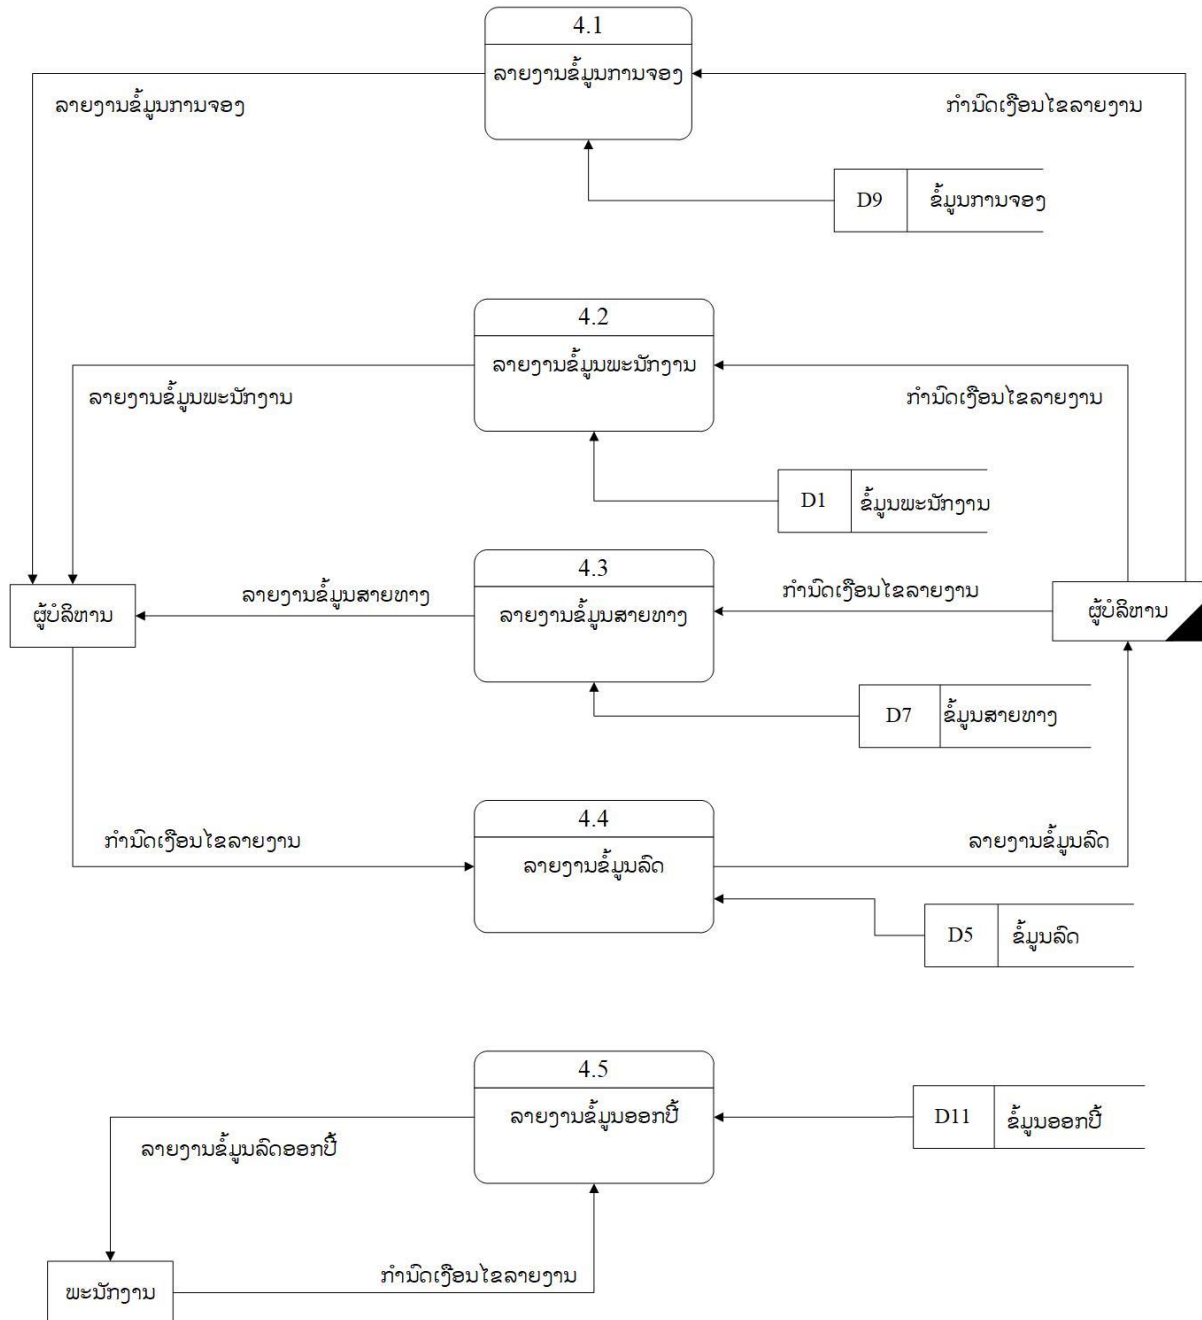 4.1
ລາຍງານຂໍ້ມູນການຈອງ
ລາຍງານຂໍ້ມູນການຈອງ
ກຳນົດເງືອນໄຂລາຍງານ
D9
ຂໍ້ມູນການຈອງ
4.2
ລາຍງານຂໍ້ມູນພະນັກງານ
ລາຍງານຂໍ້ມູນພະນັກງານ
ກຳນົດເງືອນໄຂລາຍງານ
D1
ຂໍ້ມູນພະນັກງານ
4.3
ລາຍງານຂໍ້ມູນສາຍທາງ
ກຳນົດເງືອນໄຂລາຍງານ
ຜູ້ບໍລິຫານ
ລາຍງານຂໍ້ມູນສາຍທາງ
ຜູ້ບໍລິຫານ
D7
ຂໍ້ມູນສາຍທາງ
4.4
ກຳນົດເງືອນໄຂລາຍງານ
ລາຍງານຂໍ້ມູນລົດ
ລາຍງານຂໍ້ມູນລົດ
D5
ຂໍ້ມູນລົດ
4.5
ລາຍງານຂໍ້ມູນອອກປີ້
D11
ຂໍ້ມູນອອກປີ້
ລາຍງານຂໍ້ມູນລົດອອກປີ້
ກຳນົດເງືອນໄຂລາຍງານ
ພະນັກງານ